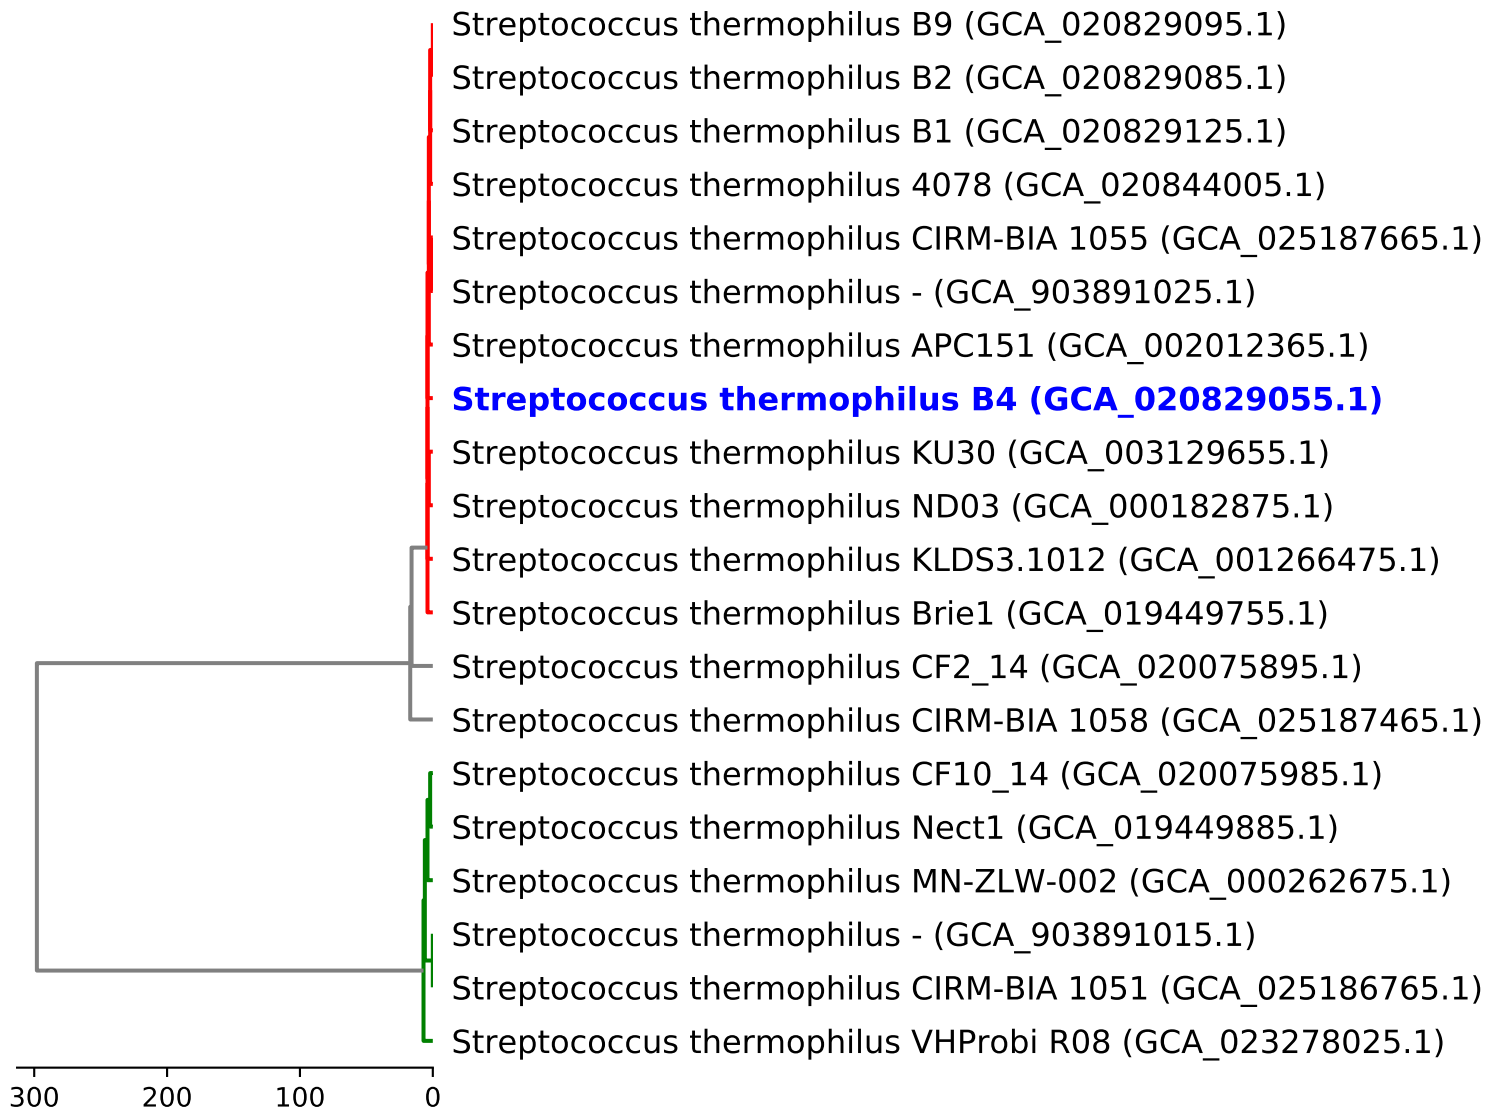 Streptococcus thermophilus B9 (GCA_020829095.1)
Streptococcus thermophilus B2 (GCA_020829085.1)
Streptococcus thermophilus B1 (GCA_020829125.1)
Streptococcus thermophilus 4078 (GCA_020844005.1)
Streptococcus thermophilus CIRM-BIA 1055 (GCA_025187665.1)
Streptococcus thermophilus - (GCA_903891025.1)
Streptococcus thermophilus APC151 (GCA_002012365.1)
Streptococcus thermophilus B4 (GCA_020829055.1)
Streptococcus thermophilus KU30 (GCA_003129655.1)
Streptococcus thermophilus ND03 (GCA_000182875.1)
Streptococcus thermophilus KLDS3.1012 (GCA_001266475.1)
Streptococcus thermophilus Brie1 (GCA_019449755.1)
Streptococcus thermophilus CF2_14 (GCA_020075895.1)
Streptococcus thermophilus CIRM-BIA 1058 (GCA_025187465.1)
Streptococcus thermophilus CF10_14 (GCA_020075985.1)
Streptococcus thermophilus Nect1 (GCA_019449885.1)
Streptococcus thermophilus MN-ZLW-002 (GCA_000262675.1)
Streptococcus thermophilus - (GCA_903891015.1)
Streptococcus thermophilus CIRM-BIA 1051 (GCA_025186765.1)
Streptococcus thermophilus VHProbi R08 (GCA_023278025.1)
300 200 100 0